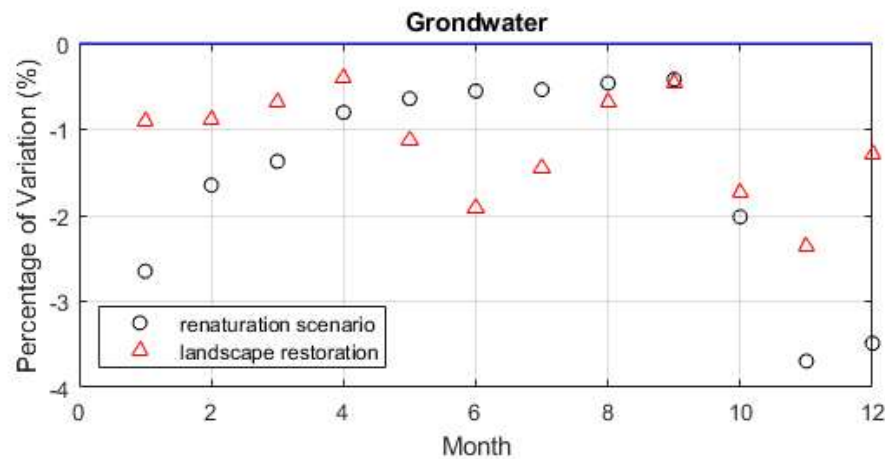 Grondwater
Percentage of Variation (%)
0
-1
-2
-3
-4
renaturation scenario
landscape restoration
0 2 4 6 8 10 12
Month